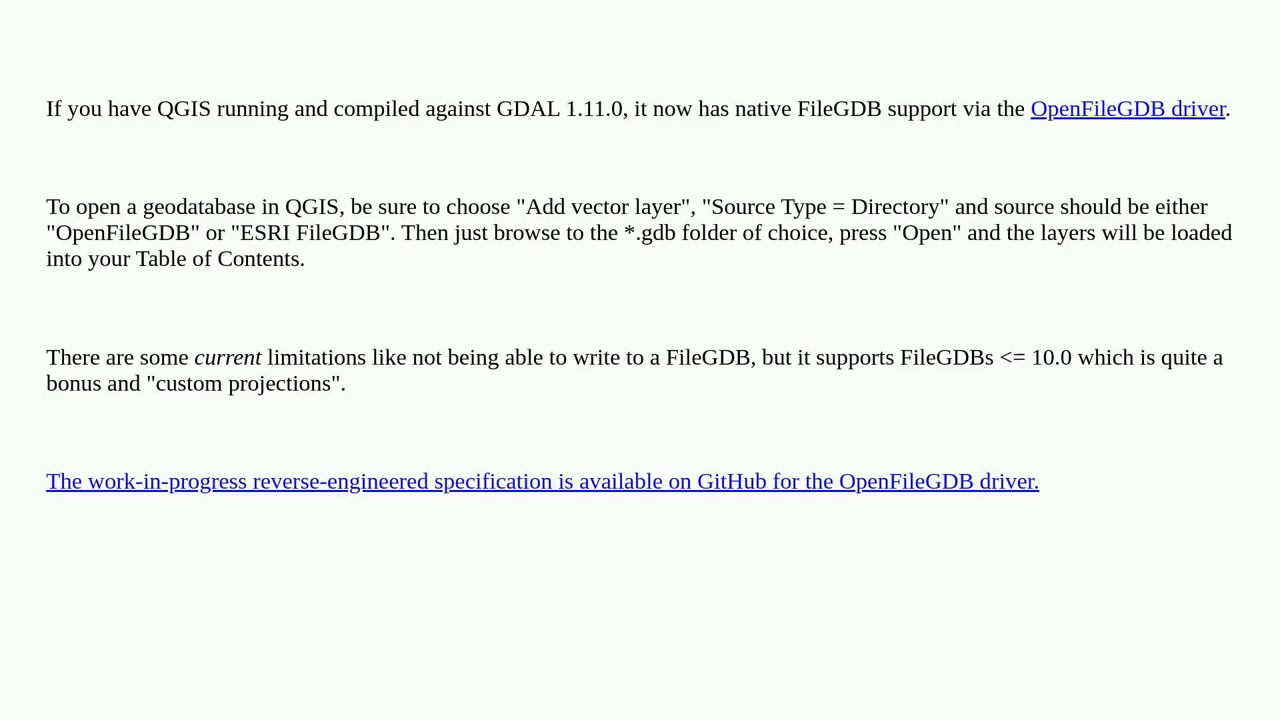 If you have QGIS running and compiled against GDAL 1.11.0, it now has native FileGDB support via the OpenFileGDB driver.
To open a geodatabase in QGIS, be sure to choose "Add vector layer", "Source Type = Directory" and source should be either
"OpenFileGDB" or "ESRI FileGDB". Then just browse to the *.gdb folder of choice, press "Open" and the layers will be loaded
into your Table of Contents.
There are some current limitations like not being able to write to a FileGDB, but it supports FileGDBs <= 10.0 which is quite a
bonus and "custom projections".
The work-in-progress reverse-engineered specification is available on GitHub for the OpenFileGDB driver.